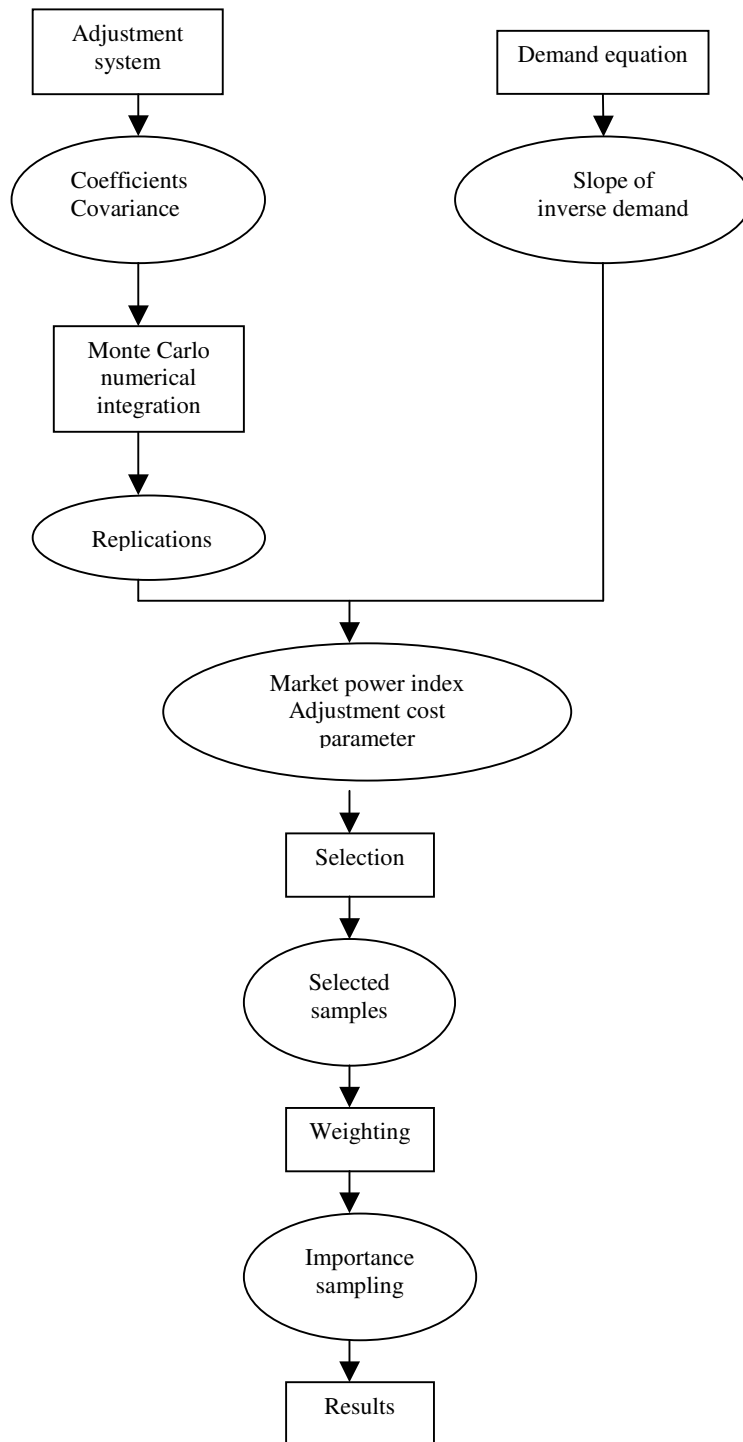 Adjustment
system
Demand equation
Coefficients
Covariance
Slope of
inverse demand
Monte Carlo
numerical
integration
Replications
Market power index
Adjustment cost
parameter
Selection
Selected
samples
Weighting
Importance
sampling
Results